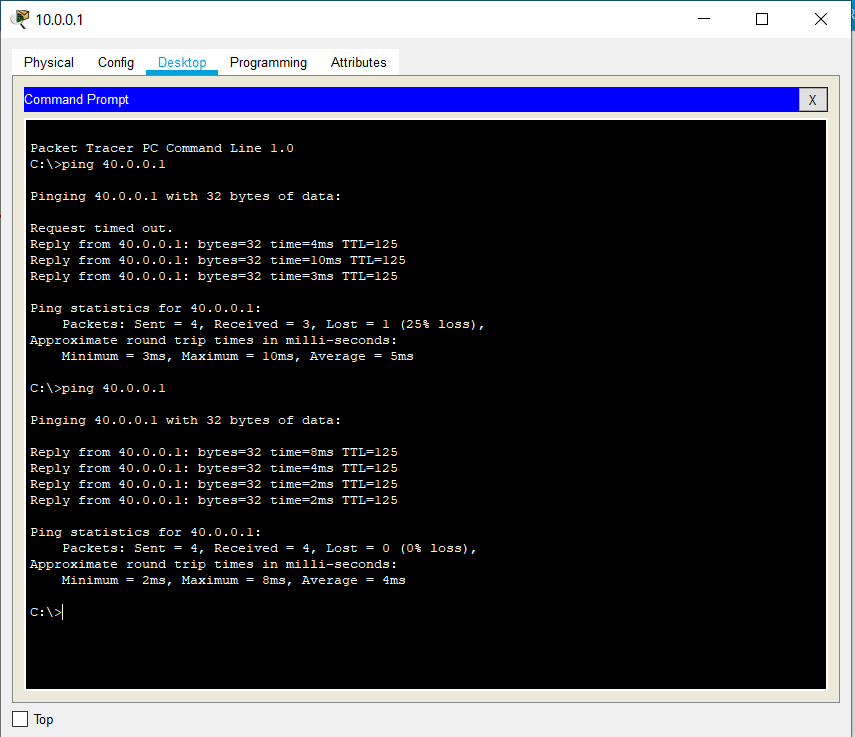 10.0.0.1
Physical Config Desktop Programming Attributes
Command Prompt X
Packet Tracer PC Command Line 1.0
C:\>ping 40.0.0.1
Pinging 40.0.0.1 with 32 bytes of data:
Request timed out.
Reply from 40.0.0.1: bytes=32 time=4ms TTL=125
Reply from 40.0.0.1: bytes=32 time=10ms TTL=125
Reply from 40.0.0.1: bytes=32 time=3ms TTL=125
Ping statistics for 40.0.0.1:
Packets: Sent = 4, Received = 3, Lost = 1 (25% loss),
Approximate round trip times in milli-seconds:
Minimum = 3ms, Maximum = 10ms, Average = 5ms
C:\>ping 40.0.0.1
Pinging 40.0.0.1 with 32 bytes of data:
Reply from 40.0.0.1: bytes=32 time=8ms TTL=125
Reply from 40.0.0.1: bytes=32 time=4ms TTL=125
Reply from 40.0.0.1: bytes=32 time=2ms TTL=125
Reply from 40.0.0.1: bytes=32 time=2ms TTL=125
Ping statistics for 40.0.0.1:
Packets: Sent = 4, Received = 4, Lost = 0 (0% loss),
Approximate round trip times in milli-seconds:
Minimum = 2ms, Maximum = 8ms, Average = 4ms
C:\>
Top